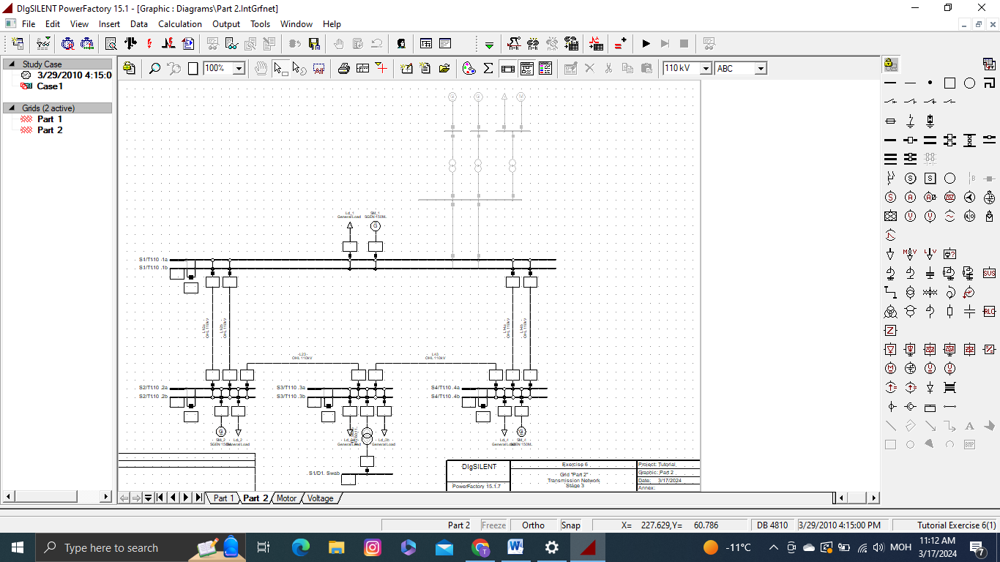 DIgSILENT PowerFactory 15.1 - [Graphic : Diagrams\Part 2.IntGrfnet]
File Edit View Insert Data Calculation Output Tools Window Help
100% 110 kV ABC
Study Case
3/29/2010 4:15:0
Case1
Grids (2 active)
Part 1
Part 2
Ld_1 SM_1
General Load SGEN 150M..
S1/T110 .1a
S1/T110 .1b
L12a
OHL 110kV
L12b
OHL 110kV
L14a
OHL 110kV
L14b
OHL 110kV
L23
OHL 110kV
L43
OHL 110kV
S2/T110 .2a S3/T110 .3a S4/T110 .4a
S2/T110 .2b S3/T110 .3b S4/T110 .4b
SM_2 Ld_2 Ld_3b Ld_4 SM_4
SGEN 150M.. General Load General Load General Load SGEN 150M..
S1/D1. Swab
DIgSILENT
PowerFactory 15.1.7
Exercise 6
Grid "Part 2"
Transmission Network
Stage 3
Project: Tutorial
Graphic: Part 2
Date: 3/17/2024
Annex:
Part 1 Part 2 Motor Voltage
Part 2 Freeze Ortho Snap X= 227.629,Y= 60.786 DB 4810 3/29/2010 4:15:00 PM Tutorial Exercise 6(1)
Type here to search
-11°C
МОН
11:12 AM
3/17/2024
7